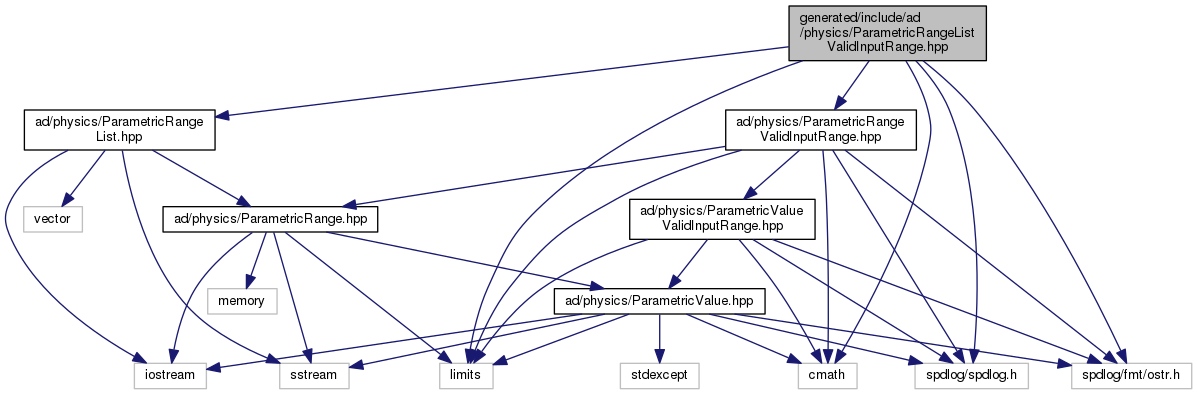 generated/include/ad
/physics/ParametricRangeList
ValidInputRange.hpp
ad/physics/ParametricRange
List.hpp
ad/physics/ParametricRange
ValidInputRange.hpp
vector
ad/physics/ParametricRange.hpp
ad/physics/ParametricValue
ValidInputRange.hpp
memory
ad/physics/ParametricValue.hpp
iostream
sstream
limits
stdexcept
cmath
spdlog/spdlog.h
spdlog/fmt/ostr.h